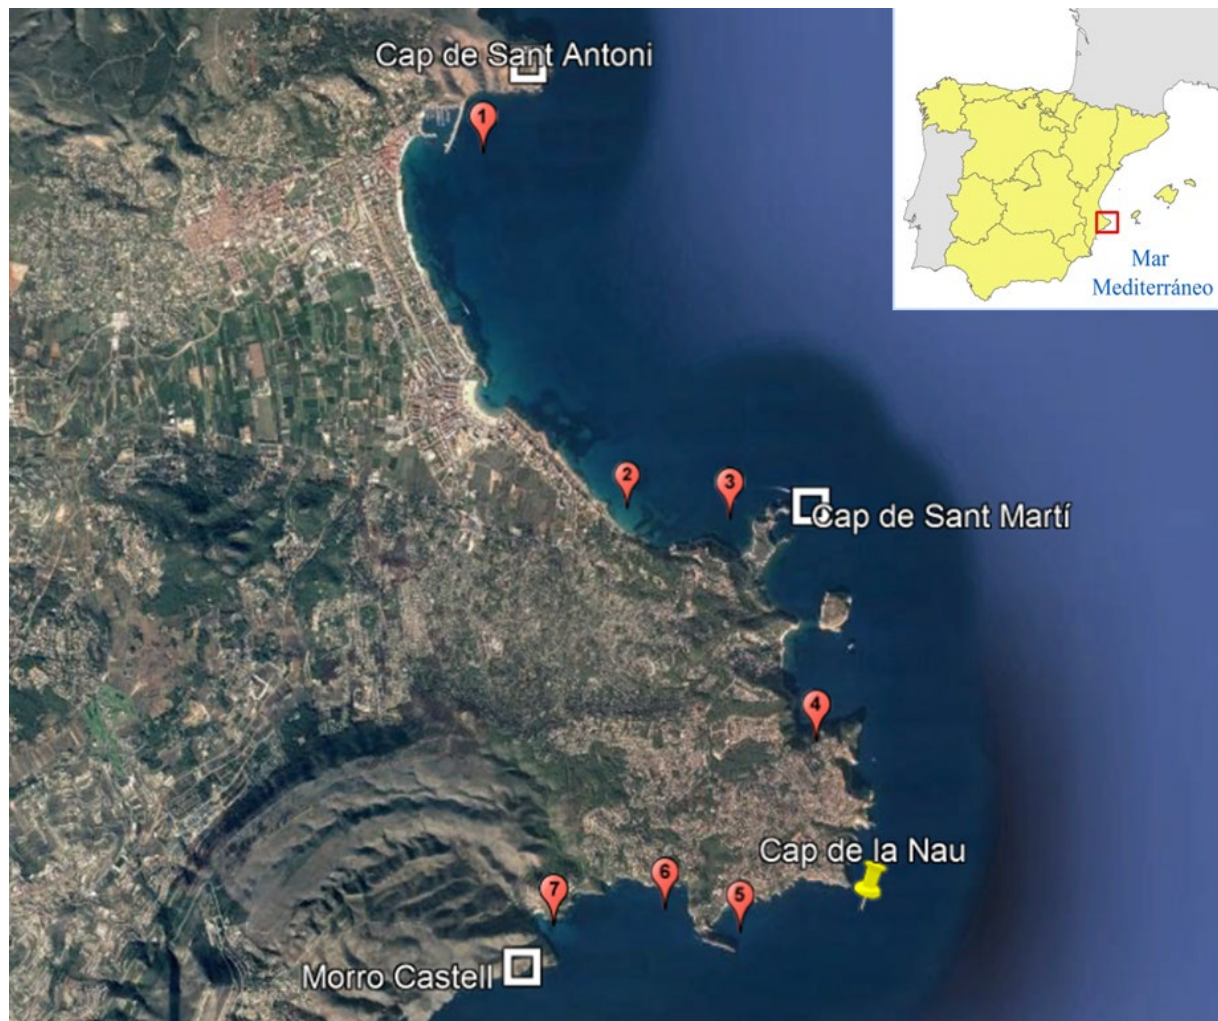 Cap de Sant Antoni
1
Mar
Mediterráneo
2
3
Cap de Sant Martí
4
Cap de la Nau
6
7
5
Morro Castell